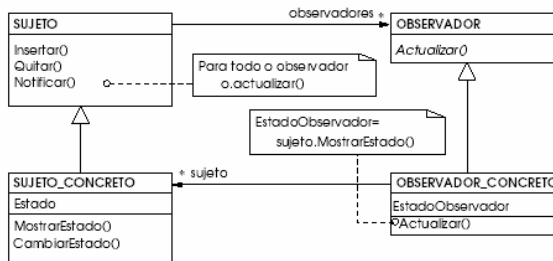 observadores *
SUJETO
Insertar()
Quitar()
Notificar()
Para todo o observador
o.actualizar()
OBSERVADOR
Actualizar()
EstadoObservador=
sujeto.MostrarEstado()
SUJETO_CONCRETO
Estado
MostrarEstado()
CambiarEstado()
* sujeto
OBSERVADOR_CONCRETO
EstadoObservador
Actualizar()